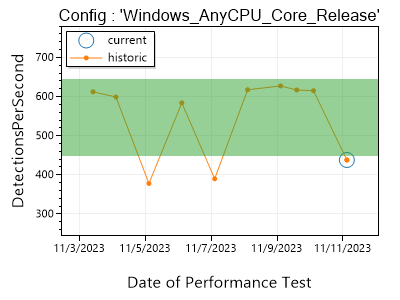 Config : 'Windows_AnyCPU_Core_Release'
current
historic
DetectionsPerSecond
700
600
500
400
300
11/3/2023 11/5/2023 11/7/2023 11/9/2023 11/11/2023
Date of Performance Test